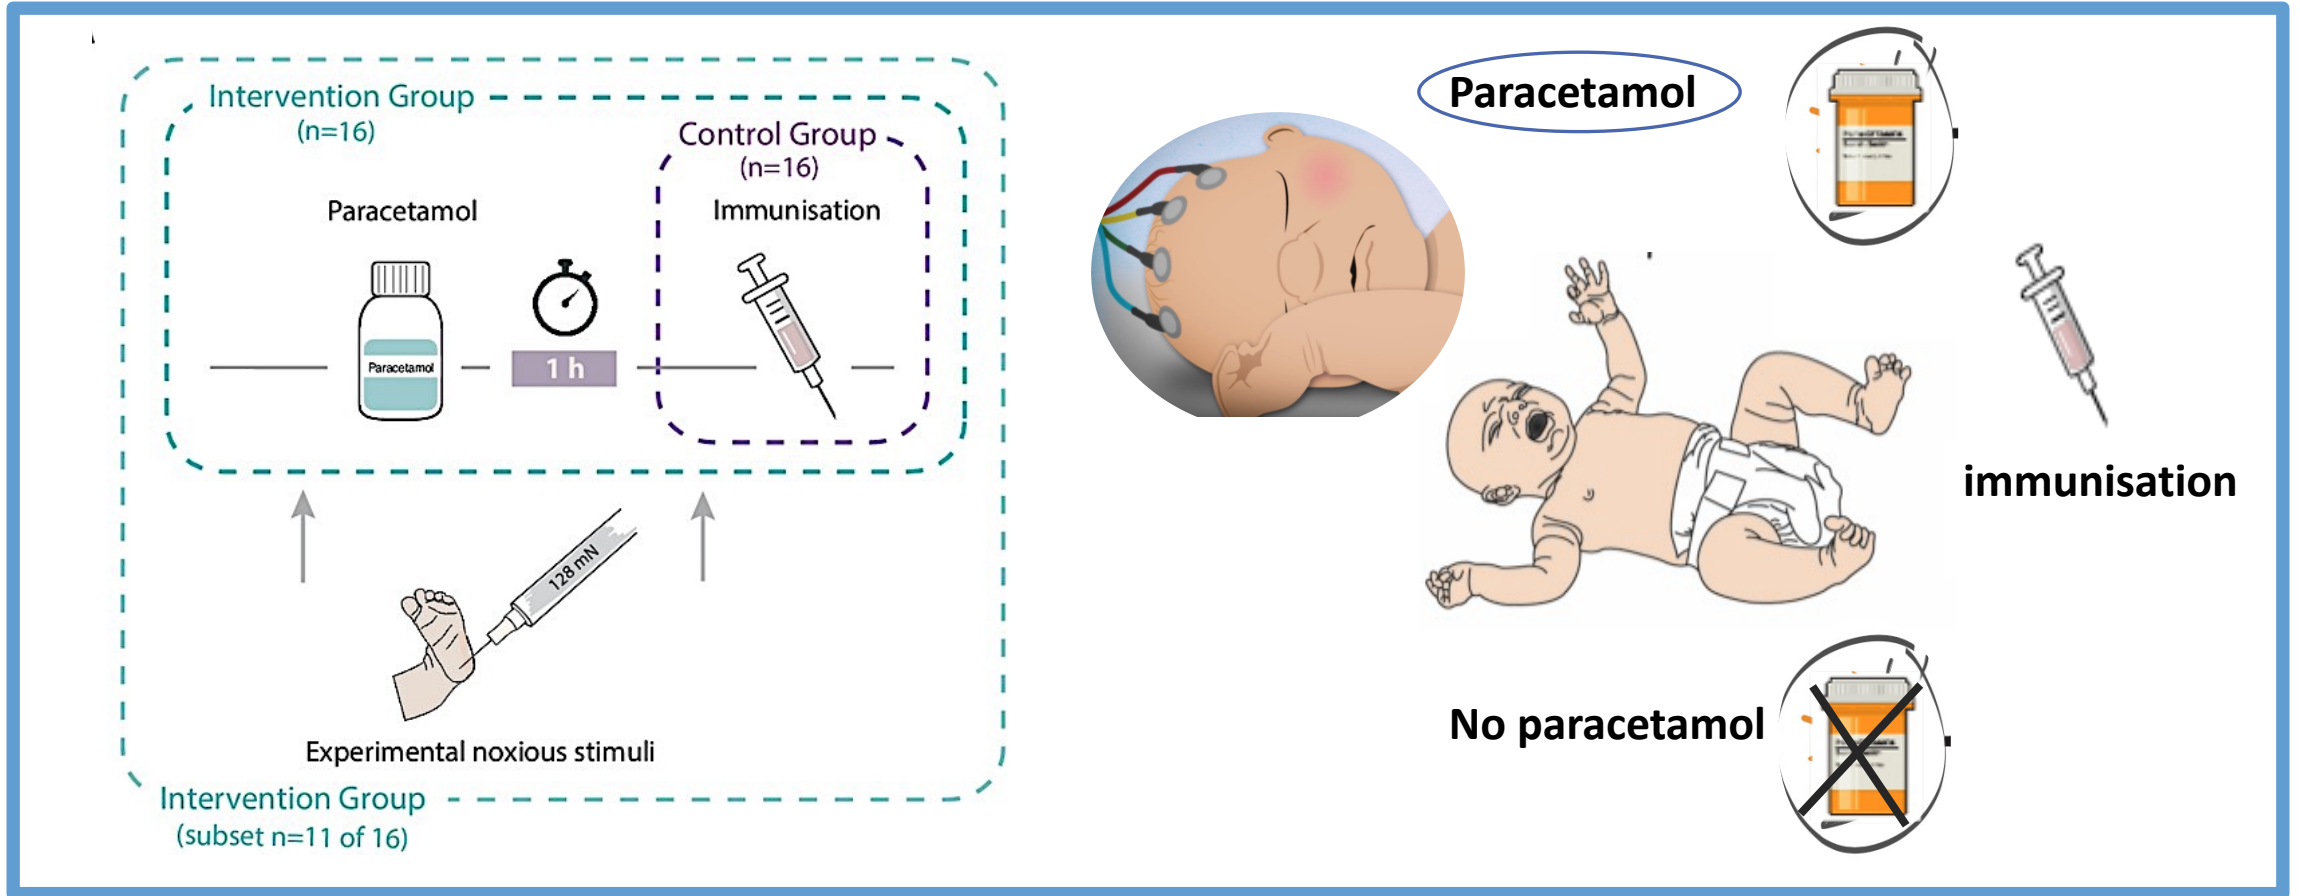 Intervention Group
(n=16)
Control Group
(n=16)
Paracetamol
Immunisation
Paracetamol
1 h
128 mN
Experimental noxious stimuli
Intervention Group
(subset n=11 of 16)
Paracetamol
immunisation
No paracetamol